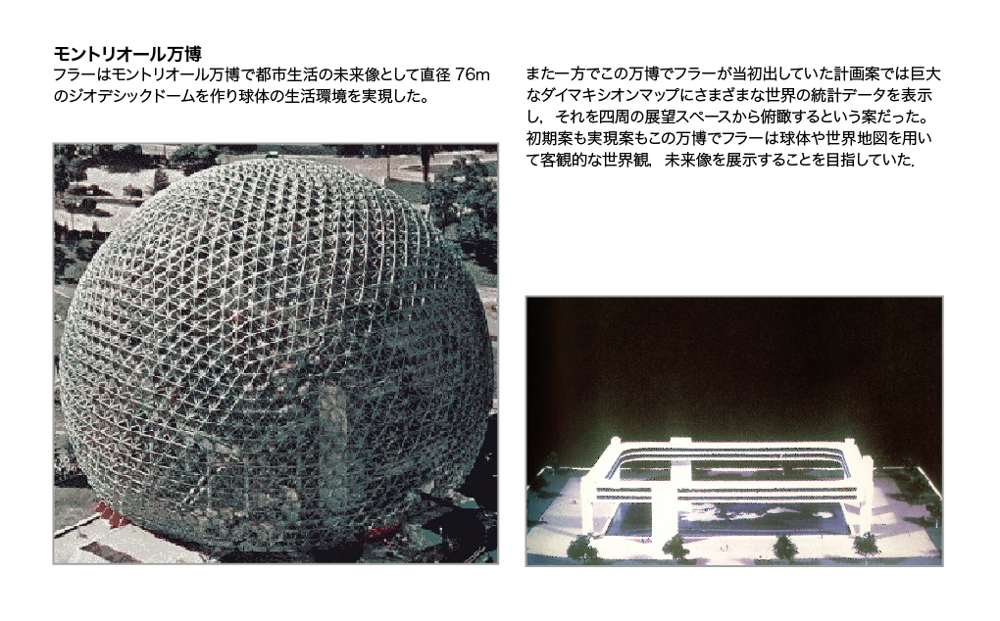 モントリオール万博
フラーはモントリオール万博で都市生活の未来像として直径 76m
のジオデシックドームを作り球体の生活環境を実現した。
また一方でこの万博でフラーが当初出していた計画案では巨大
なダイマキシオンマップにさまざまな世界の統計データを表示
し，それを四周の展望スペースから俯瞰するという案だった。
初期案も実現案もこの万博でフラーは球体や世界地図を用い
て客観的な世界観，未来像を展示することを目指していた．